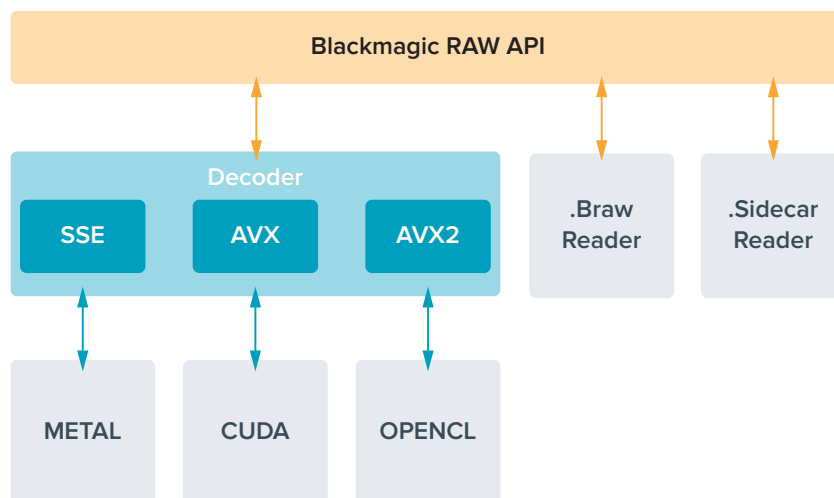 Blackmagic RAW API
Decoder
SSE
AVX
AVX2
.Braw
Reader
.Sidecar
Reader
METAL
CUDA
OPENCL